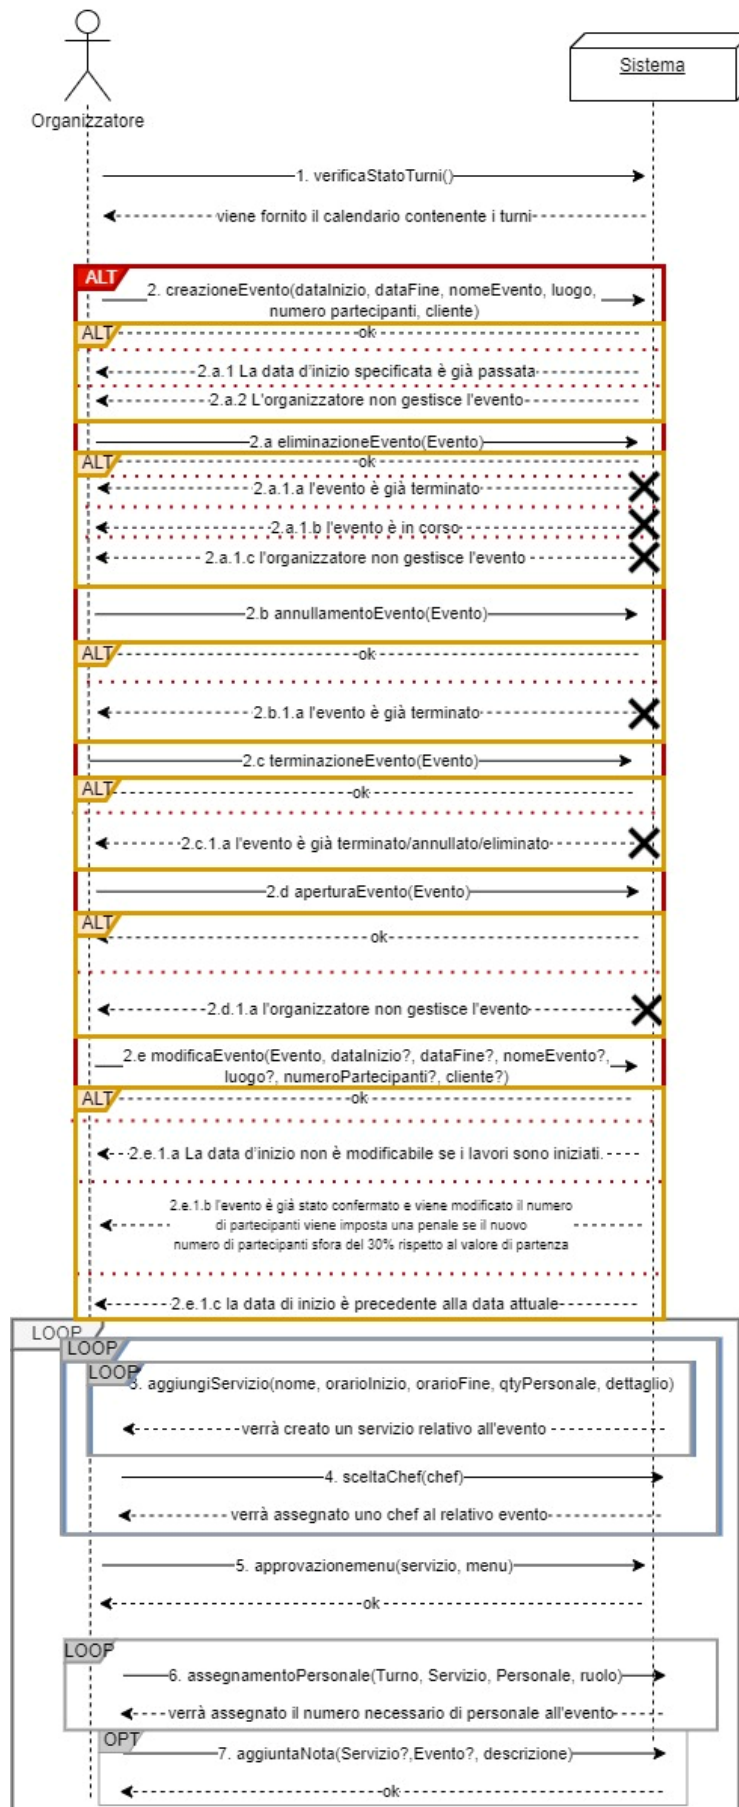 Sistema
Organizzatore
1. verificaStatoTurni()
viene fornito il calendario contenente i turni
ALT
2. creazioneEvento(dataInizio, dataFine, nomeEvento, luogo,
numero partecipanti, cliente)
ALT
ok
2.a.1 La data d'inizio specificata è già passata
2.a.2 L'organizzatore non gestisce l'evento
2.a eliminazioneEvento(Evento)
ALT
ok
2.a.1.a l'evento è già terminato
2.a.1.b l'evento è in corso
2.a.1.c l'organizzatore non gestisce l'evento
2.b annullamentoEvento(Evento)
ALT
ok
2.b.1.a l'evento è già terminato
2.c terminazioneEvento(Evento)
ALT
ok
2.c.1.a l'evento è già terminato/annullato/eliminato
2.d aperturaEvento(Evento)
ALT
ok
2.d.1.a l'organizzatore non gestisce l'evento
2.e modificaEvento(Evento, dataInizio?, dataFine?, nomeEvento?,
luogo?, numeroPartecipanti?, cliente?)
ALT
ok
2.e.1.a La data d'inizio non è modificabile se i lavori sono iniziati.
2.e.1.b l'evento è già stato confermato e viene modificato il numero
di partecipanti viene imposta una penale se il nuovo
numero di partecipanti sfora del 30% rispetto al valore di partenza
2.e.1.c la data di inizio è precedente alla data attuale
LOOP
LOOP
LOOP
3. aggiungiServizio(nome, orarioInizio, orarioFine, qtyPersonale, dettaglio)
verrà creato un servizio relativo all'evento
4. sceltaChef(chef)
verrà assegnato uno chef al relativo evento
5. approvazionemenu(servizio, menu)
ok
LOOP
6. assegnamentoPersonale(Turno, Servizio, Personale, ruolo)
verrà assegnato il numero necessario di personale all'evento
OPT
7. aggiuntaNota(Servizio?,Evento?, descrizione)
ok